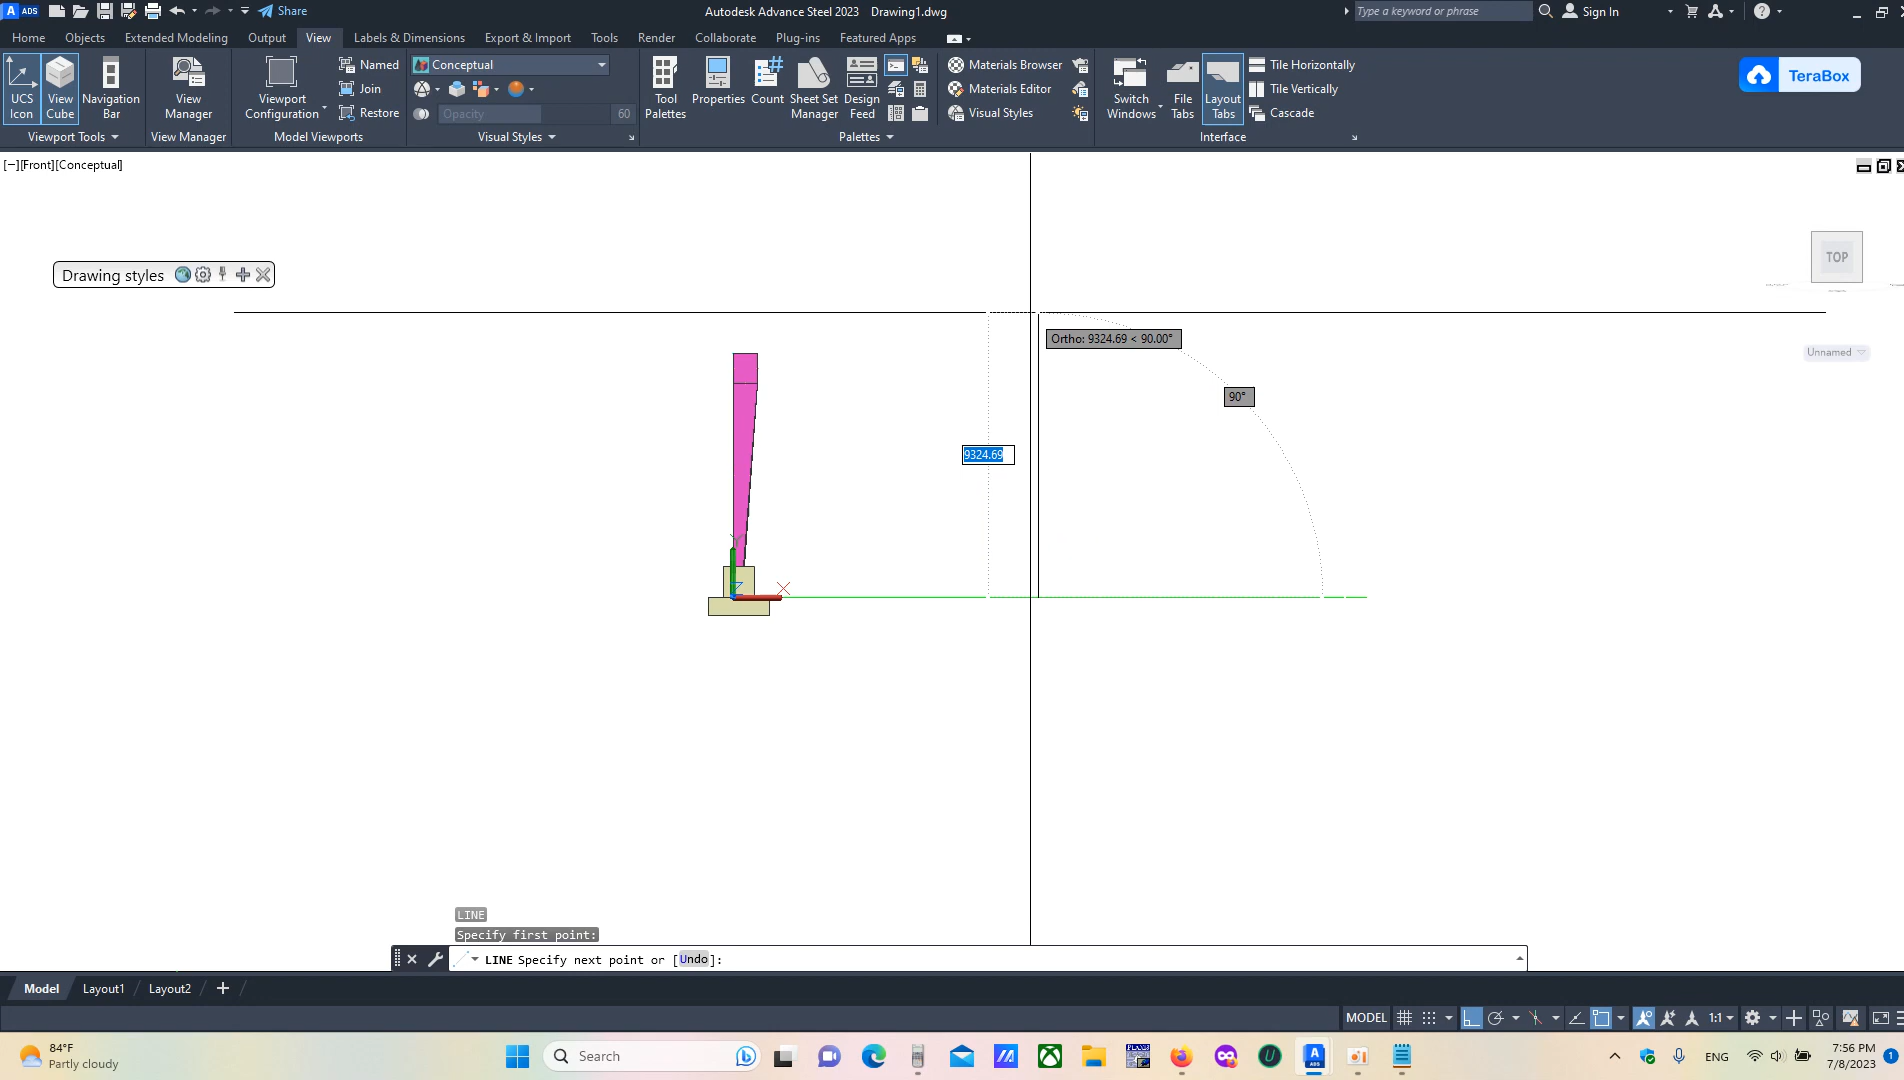 A ADS Share Autodesk Advance Steel 2023 Drawing1.dwg Type a keyword or phrase Sign In
Home Objects Extended Modeling Output View Labels & Dimensions Export & Import Tools Render Collaborate Plug-ins Featured Apps
UCS Icon
View Cube
Navigation Bar
Viewport Tools
View Manager
View Manager
Viewport Configuration
Named
Join
Restore
Model Viewports
Conceptual
Opacity 60
Visual Styles
Tool Palettes
Properties
Count
Sheet Set Manager
Design Feed
Palettes
Materials Browser
Materials Editor
Visual Styles
Switch Windows
File Tabs
Layout Tabs
Tile Horizontally
Tile Vertically
Cascade
Interface
TeraBox
[−][Front][Conceptual]
TOP
Drawing styles
Ortho: 9324.69 < 90.00°
Unnamed
90°
9324.69
Y
Z
X
LINE
Specify first point:
LINE Specify next point or [Undo]:
Model Layout1 Layout2 +
MODEL 1:1
84°F
Partly cloudy
Search
ENG
7:56 PM
7/8/2023
1